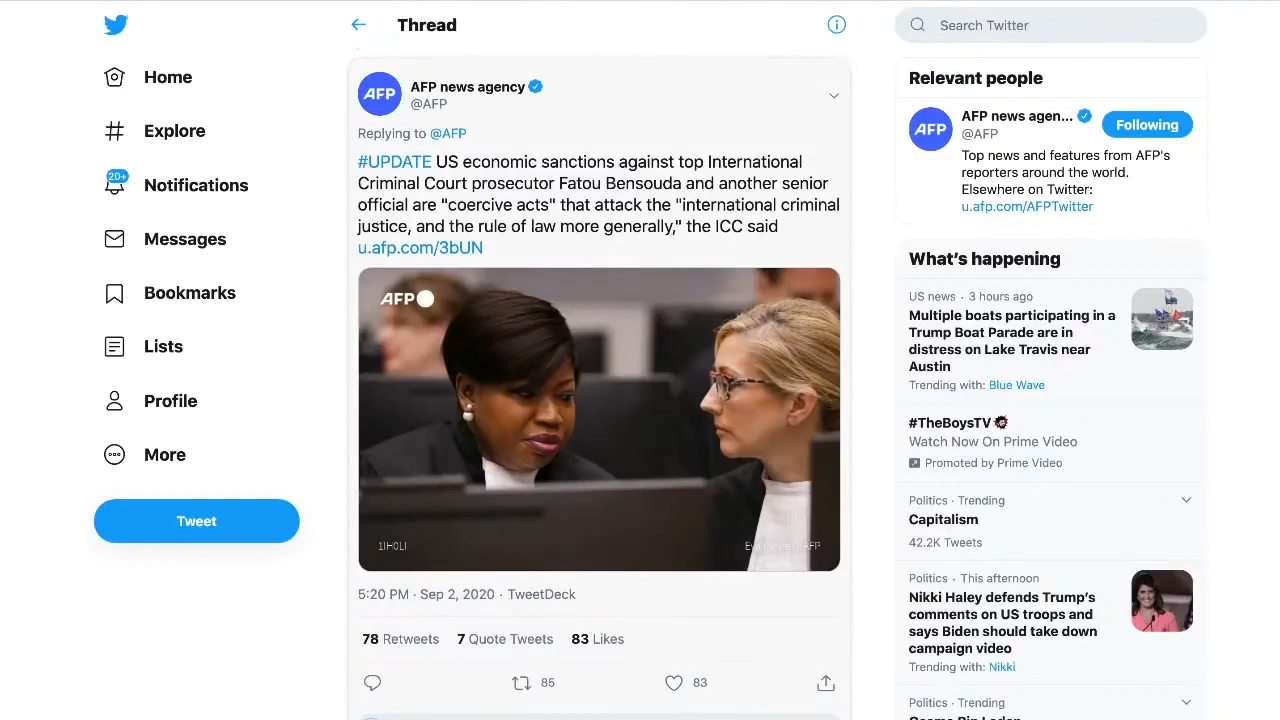 Home
Explore
20+
Notifications
Messages
Bookmarks
Lists
Profile
More
Tweet
Thread
AFP
AFP news agency
@AFP
Replying to @AFP
#UPDATE US economic sanctions against top International
Criminal Court prosecutor Fatou Bensouda and another senior
official are "coercive acts" that attack the "international criminal
justice, and the rule of law more generally," the ICC said
u.afp.com/3bUN
AFP
5:20 PM · Sep 2, 2020 · TweetDeck
78 Retweets 7 Quote Tweets 83 Likes
85
83
Search Twitter
Relevant people
AFP
AFP news agen...
@AFP
Following
Top news and features from AFP's
reporters around the world.
Elsewhere on Twitter:
u.afp.com/AFPTwitter
What's happening
US news · 3 hours ago
Multiple boats participating in a
Trump Boat Parade are in
distress on Lake Travis near
Austin
Trending with: Blue Wave
#TheBoysTV
Watch Now On Prime Video
Promoted by Prime Video
Politics · Trending
Capitalism
42.2K Tweets
Politics · This afternoon
Nikki Haley defends Trump's
comments on US troops and
says Biden should take down
campaign video
Trending with: Nikki
Politics · Trending